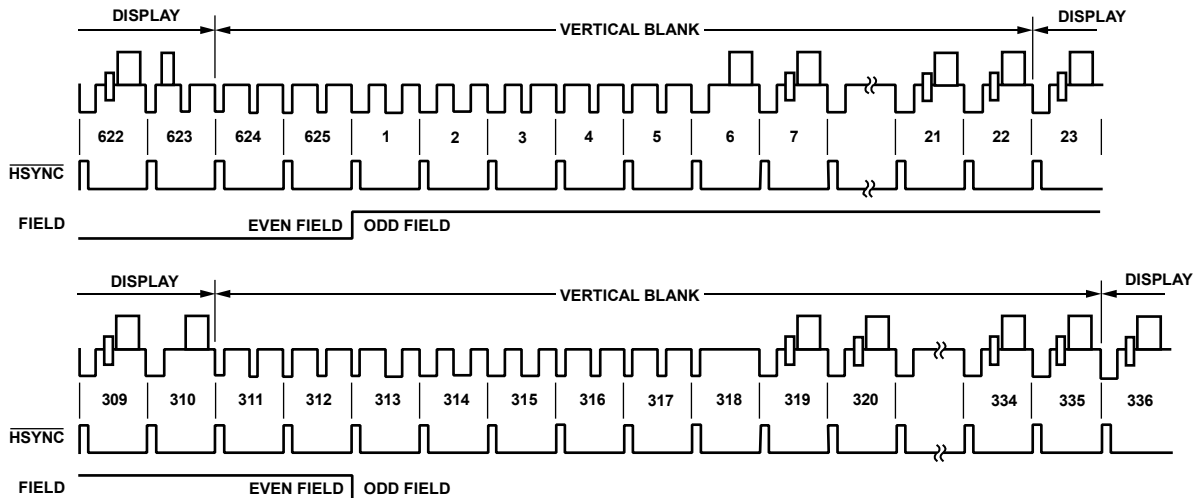 DISPLAY VERTICAL BLANK DISPLAY
622 623 624 625 1 2 3 4 5 6 7 21 22 23
HSYNC
FIELD EVEN FIELD ODD FIELD
DISPLAY VERTICAL BLANK DISPLAY
309 310 311 312 313 314 315 316 317 318 319 320 334 335 336
HSYNC
FIELD EVEN FIELD ODD FIELD